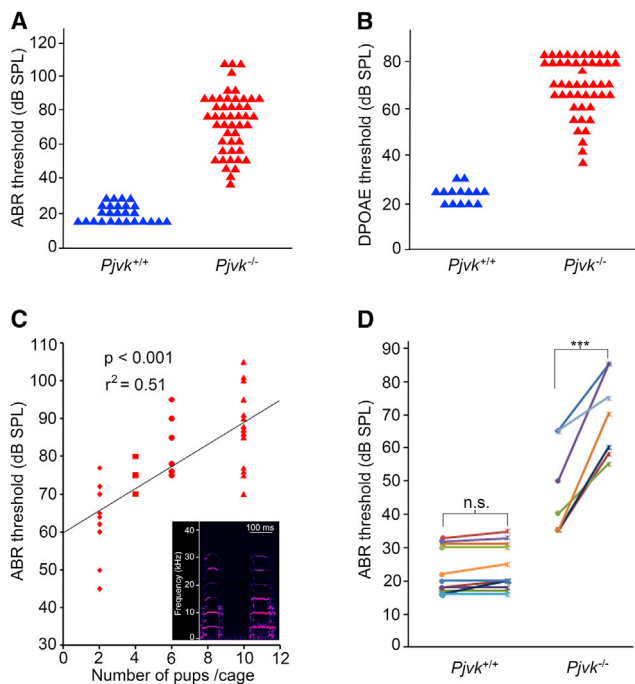 A
ABR threshold (dB SPL)
120
100
80
60
40
20
0
Pjvk+/+ Pjvk-/-
B
DPOAE threshold (dB SPL)
80
60
40
20
0
Pjvk+/+ Pjvk-/-
C
ABR threshold (dB SPL)
110
100
90
80
70
60
50
40
30
p < 0.001
r2 = 0.51
100 ms
Frequency (kHz)
40
30
20
10
0
0 2 4 6 8 10 12
Number of pups /cage
D
ABR threshold (dB SPL)
90
80
70
60
50
40
30
20
10
0
***
n.s.
Pjvk+/+ Pjvk-/-